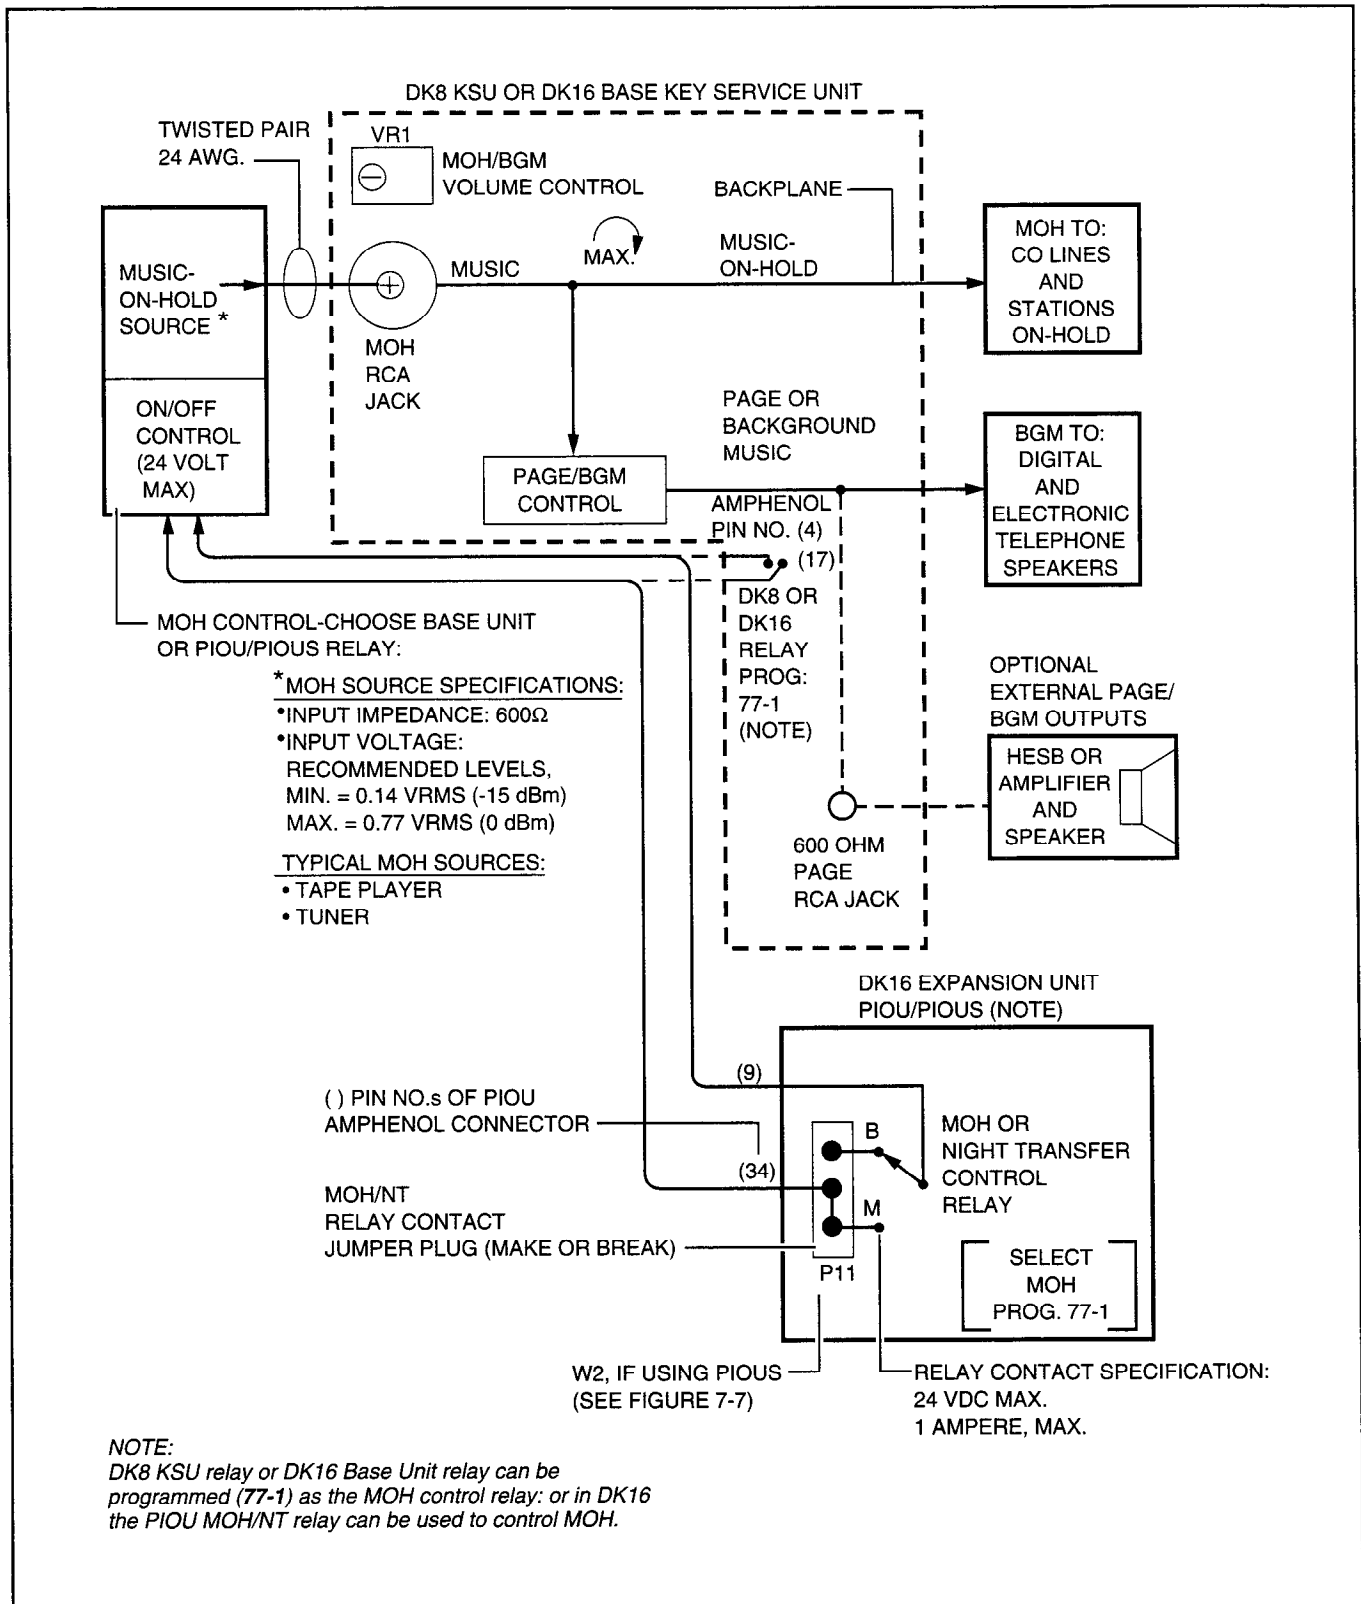 DK8 KSU OR DK16 BASE KEY SERVICE UNIT
TWISTED PAIR
24 AWG.
VR1
MOH/BGM
VOLUME CONTROL
BACKPLANE
MUSIC-
ON-HOLD
SOURCE *
MUSIC
MAX.
MUSIC-
ON-HOLD
MOH TO:
CO LINES
AND
STATIONS
ON-HOLD
MOH
RCA
JACK
ON/OFF
CONTROL
(24 VOLT
MAX)
PAGE OR
BACKGROUND
MUSIC
PAGE/BGM
CONTROL
BGM TO:
DIGITAL
AND
ELECTRONIC
TELEPHONE
SPEAKERS
AMPHENOL
PIN NO. (4)
(17)
DK8 OR
DK16
RELAY
PROG:
77-1
(NOTE)
MOH CONTROL-CHOOSE BASE UNIT
OR PIOU/PIOUS RELAY:
*MOH SOURCE SPECIFICATIONS:
•INPUT IMPEDANCE: 600Ω
•INPUT VOLTAGE:
RECOMMENDED LEVELS,
MIN. = 0.14 VRMS (-15 dBm)
MAX. = 0.77 VRMS (0 dBm)
TYPICAL MOH SOURCES:
• TAPE PLAYER
• TUNER
OPTIONAL
EXTERNAL PAGE/
BGM OUTPUTS
HESB OR
AMPLIFIER
AND
SPEAKER
600 OHM
PAGE
RCA JACK
DK16 EXPANSION UNIT
PIOU/PIOUS (NOTE)
(9)
( ) PIN NO.s OF PIOU
AMPHENOL CONNECTOR
(34)
B
M
MOH OR
NIGHT TRANSFER
CONTROL
RELAY
MOH/NT
RELAY CONTACT
JUMPER PLUG (MAKE OR BREAK)
P11
SELECT
MOH
PROG. 77-1
W2, IF USING PIOUS
(SEE FIGURE 7-7)
RELAY CONTACT SPECIFICATION:
24 VDC MAX.
1 AMPERE, MAX.
NOTE:
DK8 KSU relay or DK16 Base Unit relay can be
programmed (77-1) as the MOH control relay: or in DK16
the PIOU MOH/NT relay can be used to control MOH.